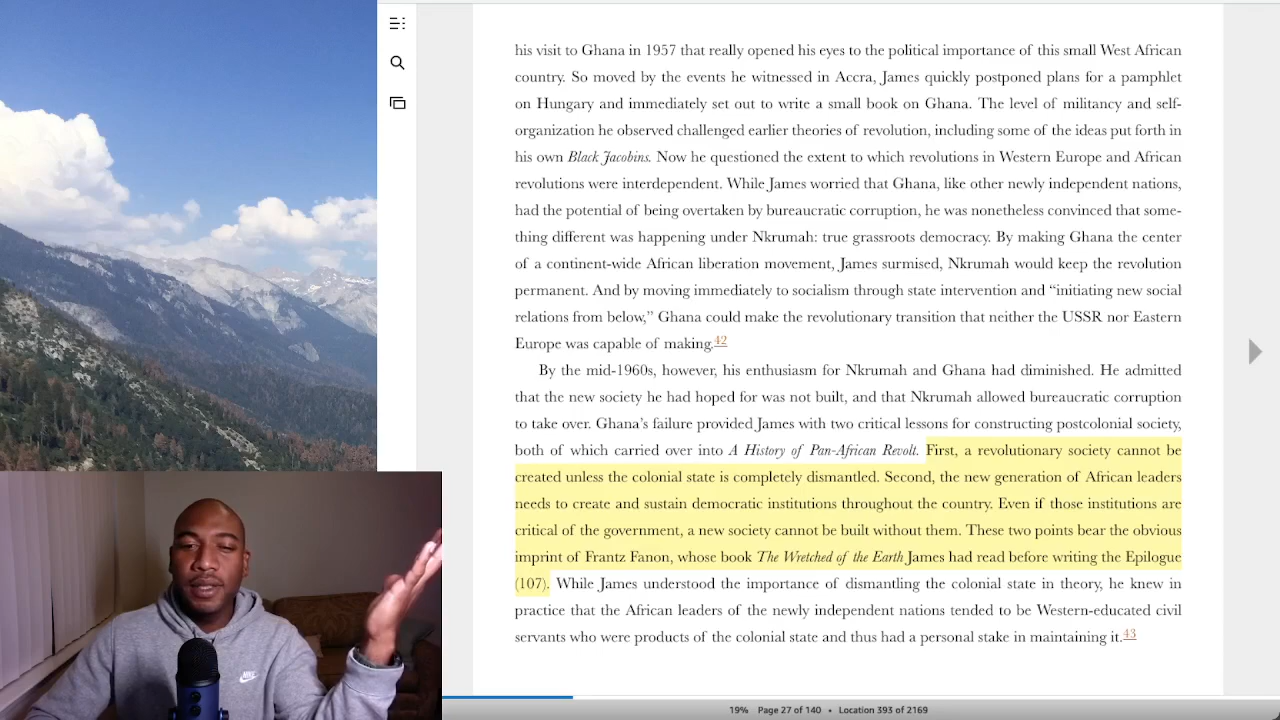 his visit to Ghana in 1957 that really opened his eyes to the political importance of this small West African
country. So moved by the events he witnessed in Accra, James quickly postponed plans for a pamphlet
on Hungary and immediately set out to write a small book on Ghana. The level of militancy and self-
organization he observed challenged earlier theories of revolution, including some of the ideas put forth in
his own Black Jacobins. Now he questioned the extent to which revolutions in Western Europe and African
revolutions were interdependent. While James worried that Ghana, like other newly independent nations,
had the potential of being overtaken by bureaucratic corruption, he was nonetheless convinced that some-
thing different was happening under Nkrumah: true grassroots democracy. By making Ghana the center
of a continent-wide African liberation movement, James surmised, Nkrumah would keep the revolution
permanent. And by moving immediately to socialism through state intervention and “initiating new social
relations from below,” Ghana could make the revolutionary transition that neither the USSR nor Eastern
Europe was capable of making.42
By the mid-1960s, however, his enthusiasm for Nkrumah and Ghana had diminished. He admitted
that the new society he had hoped for was not built, and that Nkrumah allowed bureaucratic corruption
to take over. Ghana’s failure provided James with two critical lessons for constructing postcolonial society,
both of which carried over into A History of Pan-African Revolt. First, a revolutionary society cannot be
created unless the colonial state is completely dismantled. Second, the new generation of African leaders
needs to create and sustain democratic institutions throughout the country. Even if those institutions are
critical of the government, a new society cannot be built without them. These two points bear the obvious
imprint of Frantz Fanon, whose book The Wretched of the Earth James had read before writing the Epilogue
(107). While James understood the importance of dismantling the colonial state in theory, he knew in
practice that the African leaders of the newly independent nations tended to be Western-educated civil
servants who were products of the colonial state and thus had a personal stake in maintaining it.43
19% Page 27 of 140 • Location 393 of 2169
NIKE